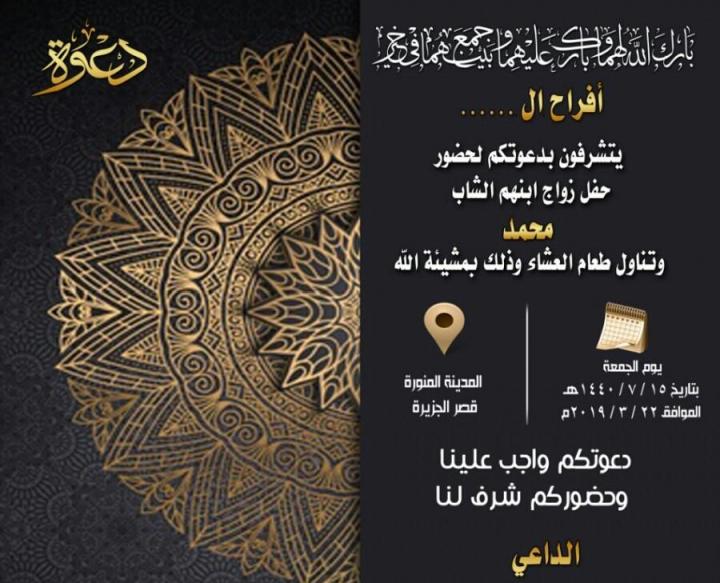 دعوة
بارك الله لهما وبارك عليهما وجمع بينهما في خير
أفراح ال ......
يتشرفون بدعوتكم لحضور
حفل زواج ابنهم الشاب
محمد
وتناول طعام العشاء وذلك بمشيئة الله
يوم الجمعة
بتاريخ ١٥ / ٧ / ١٤٤٠هـ
الموافق ٢٢ / ٣ / ٢٠١٩م
المدينة المنورة
قصر الجزيرة
دعوتكم واجب علينا
وحضوركم شرف لنا
الداعي